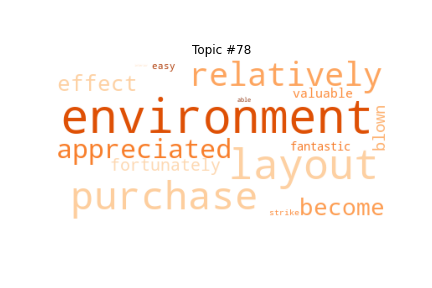 Topic #78
easy
effect relatively
valuable
able
environment
blown
appreciated fantastic
fortunately layout
purchase
strike become